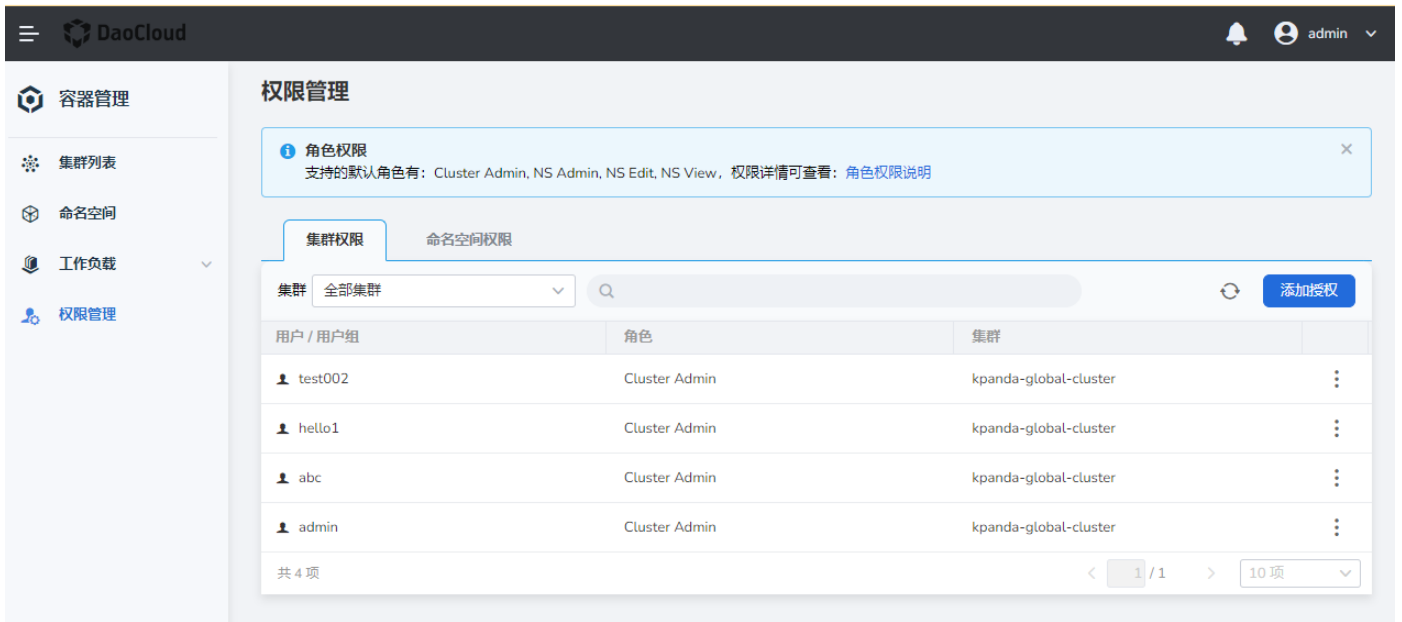 DaoCloud
admin
容器管理
集群列表
命名空间
工作负载
权限管理
权限管理
角色权限
支持的默认角色有：Cluster Admin, NS Admin, NS Edit, NS View，权限详情可查看：角色权限说明
集群权限 命名空间权限
集群 全部集群 添加授权
用户 / 用户组 角色 集群
test002 Cluster Admin kpanda-global-cluster
hello1 Cluster Admin kpanda-global-cluster
abc Cluster Admin kpanda-global-cluster
admin Cluster Admin kpanda-global-cluster
共 4 项 1 / 1 10 项